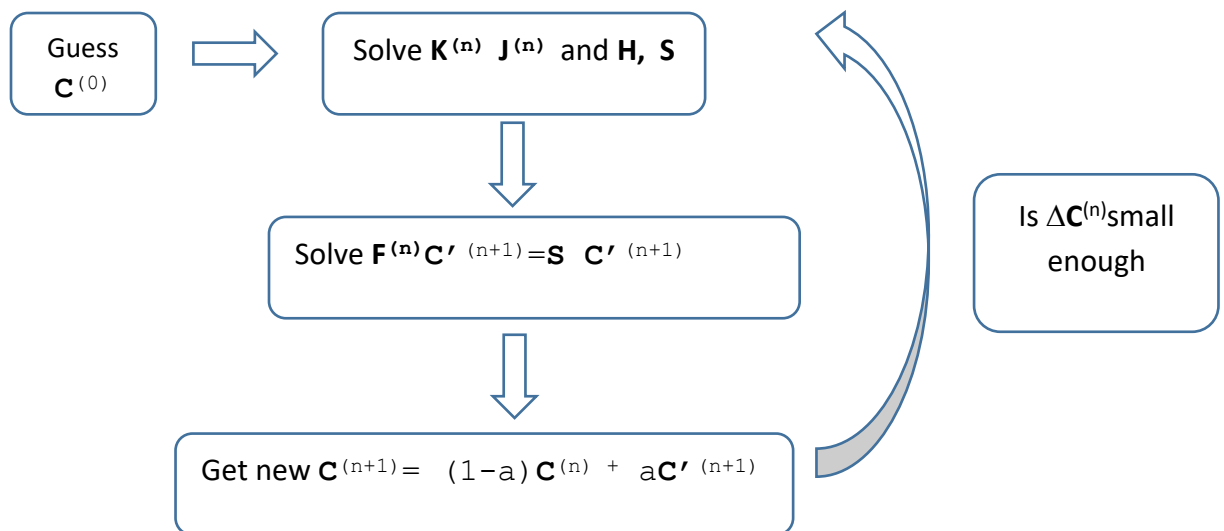 Guess
C⁽⁰⁾
Solve K⁽ⁿ⁾ J⁽ⁿ⁾ and H, S
Solve F⁽ⁿ⁾C′ ⁽ⁿ⁺¹⁾=S C′ ⁽ⁿ⁺¹⁾
Get new C⁽ⁿ⁺¹⁾= (1-a)C⁽ⁿ⁾ ⁺ aC′ ⁽ⁿ⁺¹⁾
Is ΔC⁽ⁿ⁾small
enough